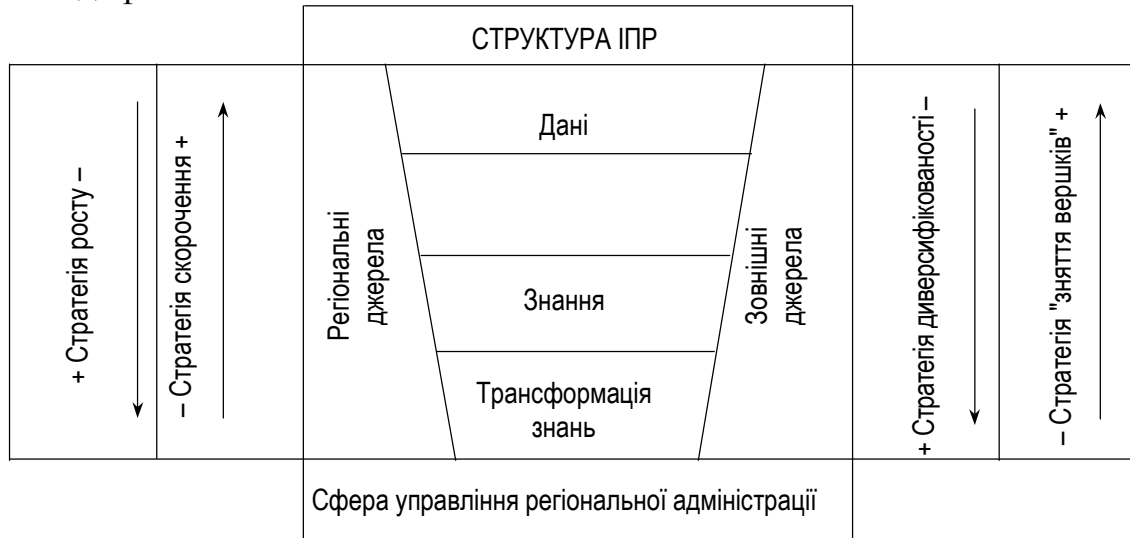 СТРУКТУРА ІПР
+ Стратегія росту –
– Стратегія скорочення +
Регіональні
джерела
Дані
Знання
Трансформація
знань
Зовнішні
джерела
+ Стратегія диверсифікованості –
– Стратегія "зняття вершків" +
Сфера управління регіональної адміністрації